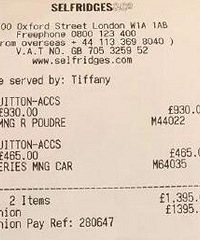 SELFRIDGES&Co
00 Oxford Street London W1A 1AB
Freephone 0800 123 400
rom overseas + 44 113 369 8040 )
V.A.T NO. GB 705 3259 52
www.selfridges.com
e served by: Tiffany
UITTON-ACCS
£930.00 £930.0
MNG R POUDRE M44022
UITTON-ACCS
£465.00 £465.0
ERIES MNG CAR M64035
2 Items £1,395.
nion £1395.
nion Pay Ref: 280647